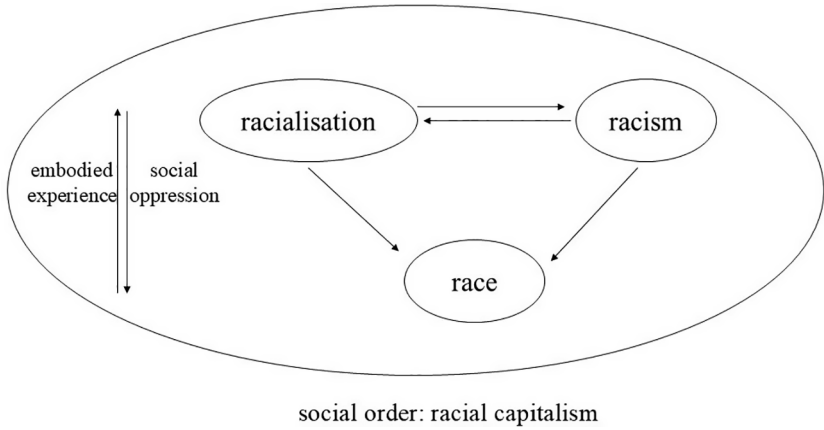 racialisation
racism
embodied
experience
social
oppression
race
social order: racial capitalism